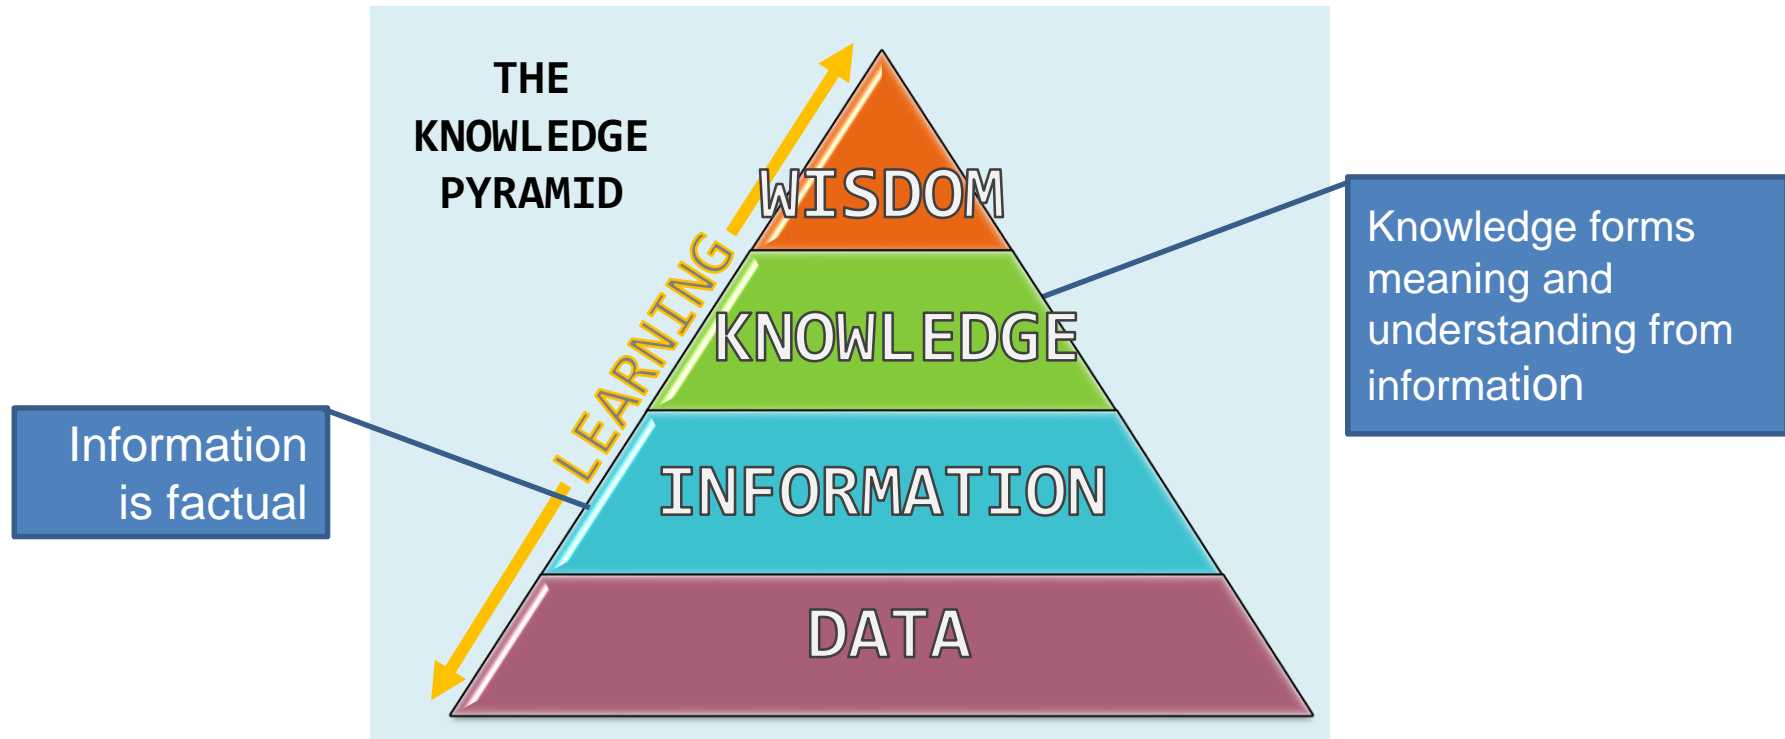 THE
KNOWLEDGE
PYRAMID
LEARNING
WISDOM
KNOWLEDGE
INFORMATION
DATA
Information
is factual
Knowledge forms
meaning and
understanding from
information